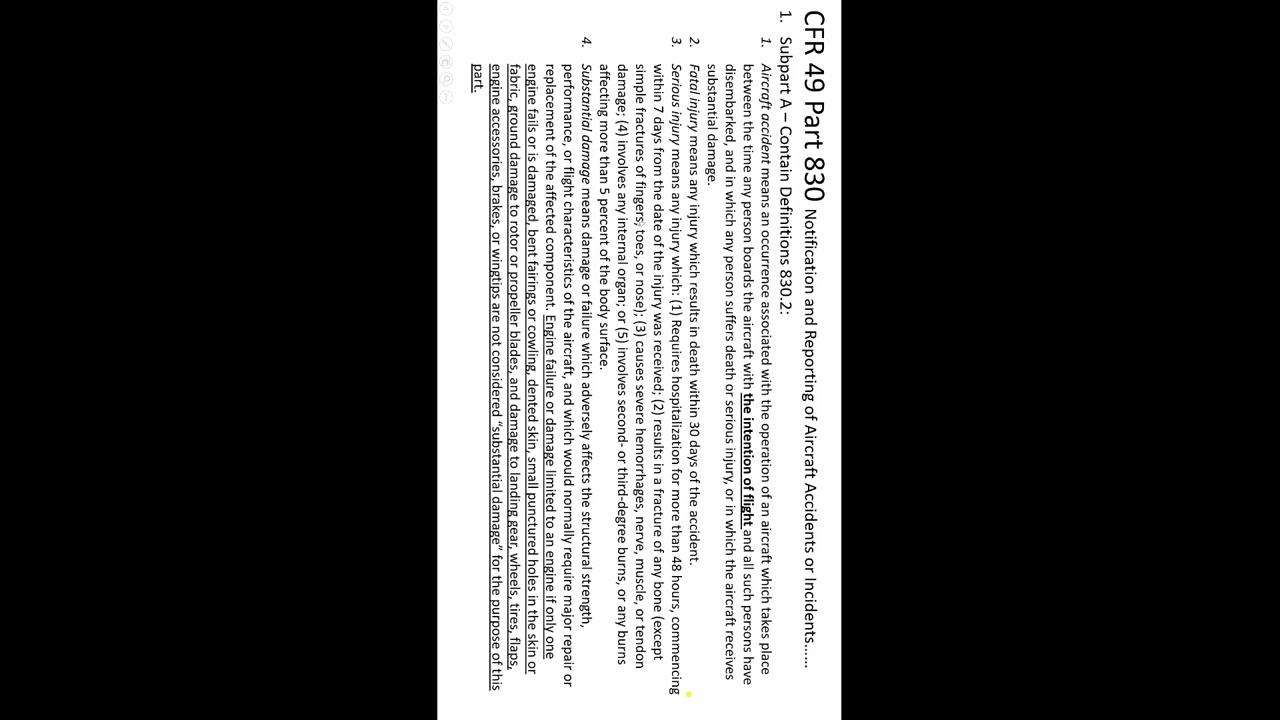 CFR 49 Part 830 Notification and Reporting of Aircraft Accidents or Incidents......
1. Subpart A – Contain Definitions 830.2:
1. Aircraft accident means an occurrence associated with the operation of an aircraft which takes place
between the time any person boards the aircraft with the intention of flight and all such persons have
disembarked, and in which any person suffers death or serious injury, or in which the aircraft receives
substantial damage.
2. Fatal injury means any injury which results in death within 30 days of the accident.
3. Serious injury means any injury which: (1) Requires hospitalization for more than 48 hours, commencing
within 7 days from the date of the injury was received; (2) results in a fracture of any bone (except
simple fractures of fingers, toes, or nose); (3) causes severe hemorrhages, nerve, muscle, or tendon
damage; (4) involves any internal organ; or (5) involves second- or third-degree burns, or any burns
affecting more than 5 percent of the body surface.
4. Substantial damage means damage or failure which adversely affects the structural strength,
performance, or flight characteristics of the aircraft, and which would normally require major repair or
replacement of the affected component. Engine failure or damage limited to an engine if only one
engine fails or is damaged, bent fairings or cowling, dented skin, small punctured holes in the skin or
fabric, ground damage to rotor or propeller blades, and damage to landing gear, wheels, tires, flaps,
engine accessories, brakes, or wingtips are not considered “substantial damage” for the purpose of this
part.